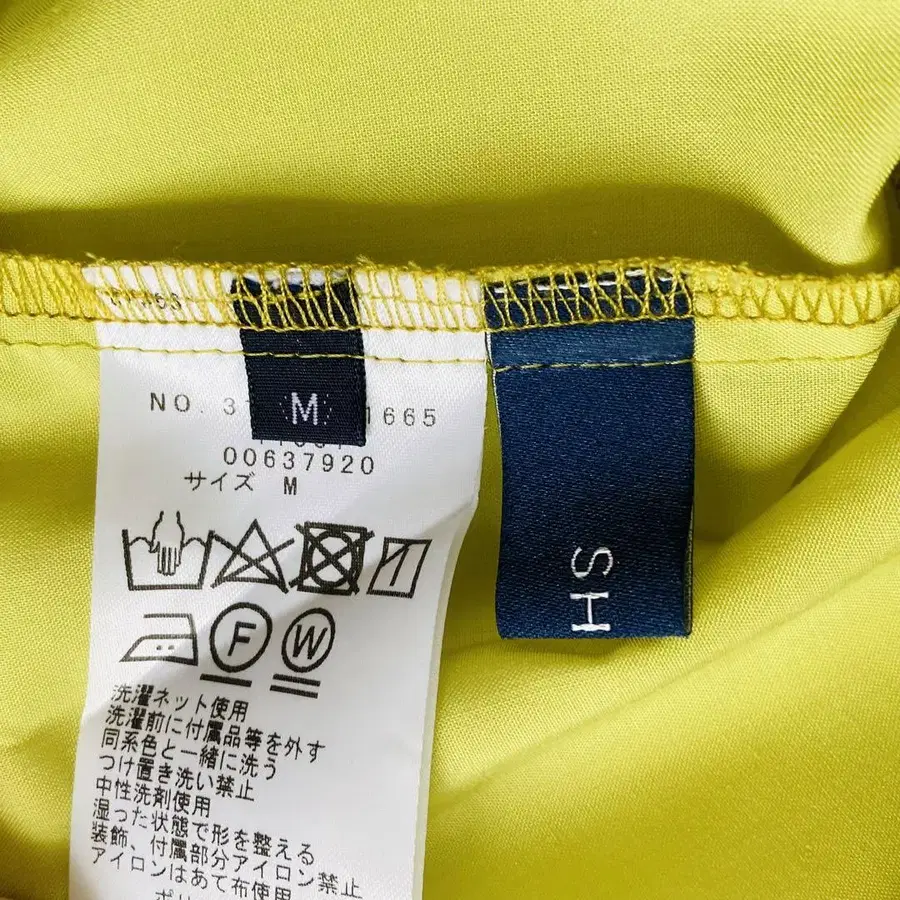 M
NO. 3 1665
00637920
サイズ M
F
W
洗濯ネット使用
洗濯前に付属品等を外す
同系色と一緒に洗う
つけ置き洗い禁止
中性洗剤使用
湿った状態で形を整える
装飾、付属部分アイロン禁止
アイロンはあて布使用
SH